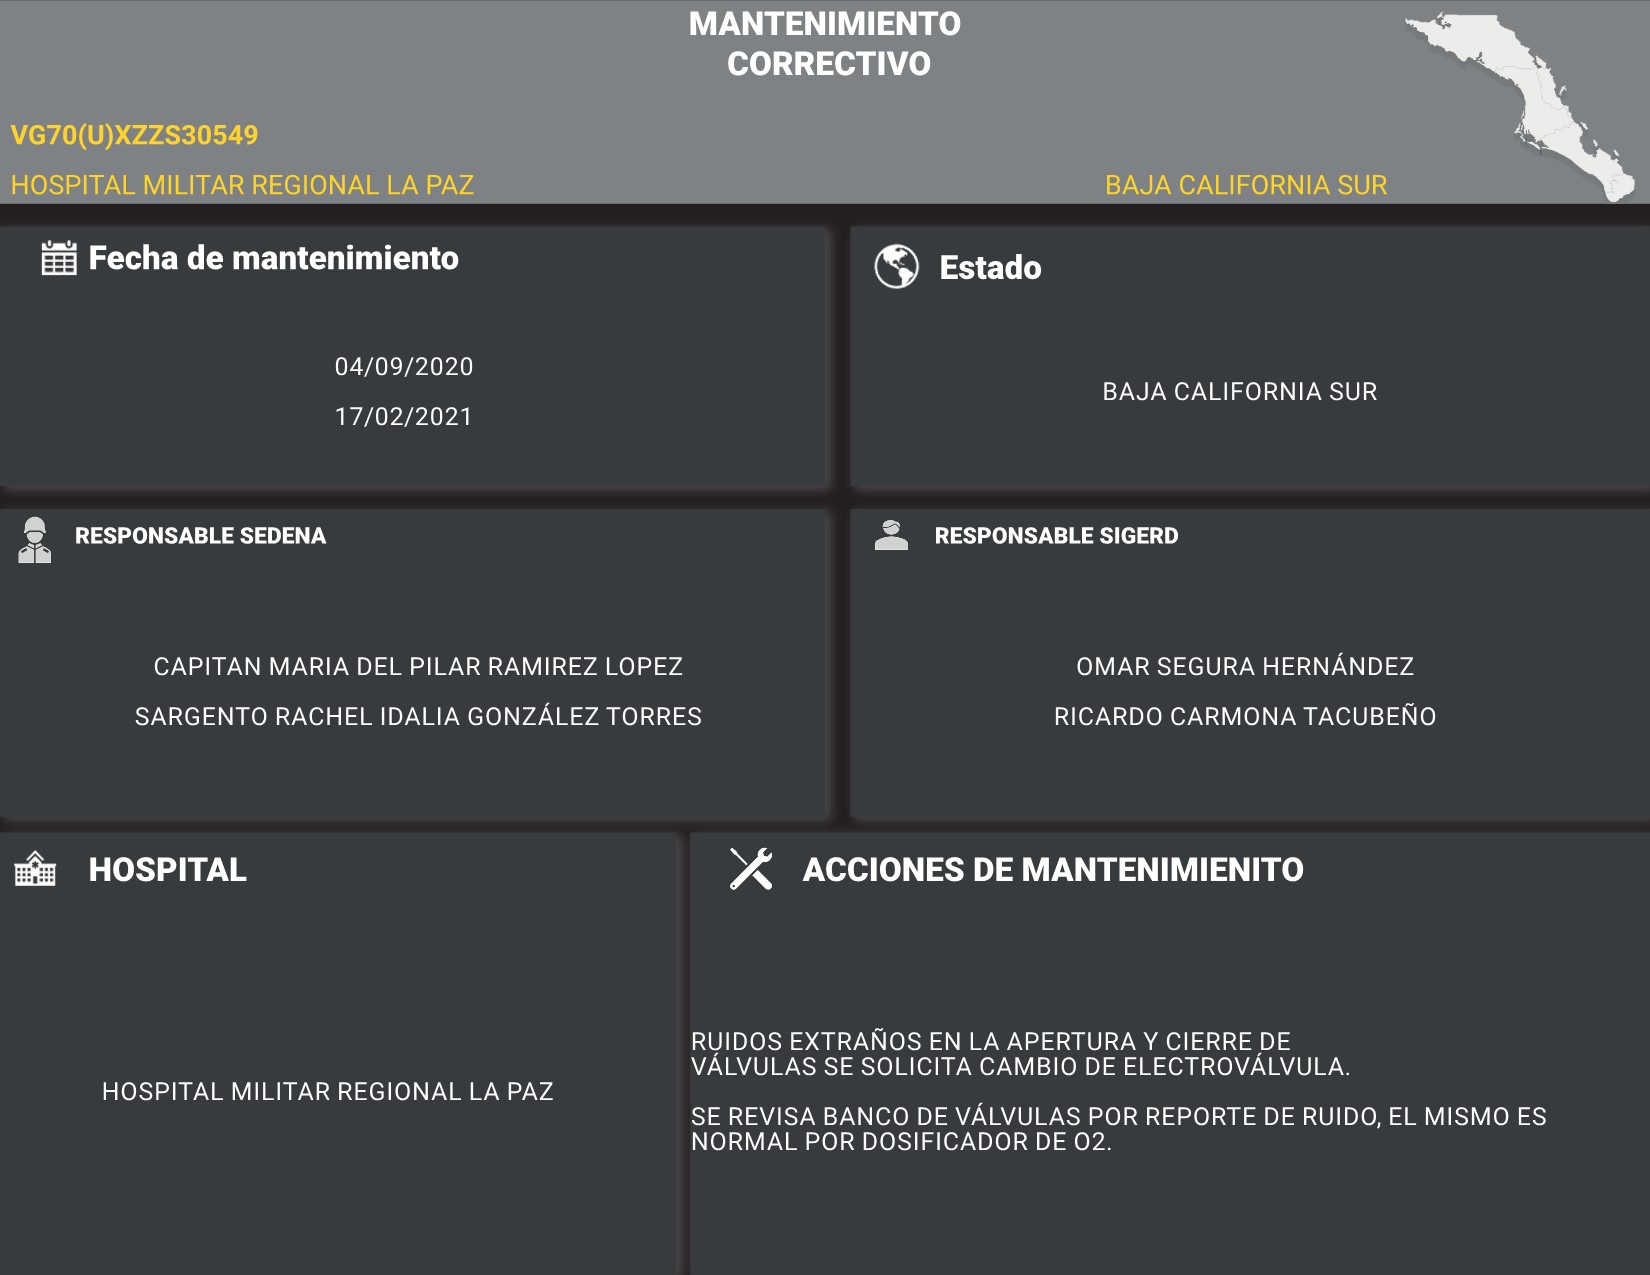 MANTENIMIENTO
CORRECTIVO
VG70(U)XZZS30549
HOSPITAL MILITAR REGIONAL LA PAZ
BAJA CALIFORNIA SUR
Fecha de mantenimiento
04/09/2020
17/02/2021
Estado
BAJA CALIFORNIA SUR
RESPONSABLE SEDENA
CAPITAN MARIA DEL PILAR RAMIREZ LOPEZ
SARGENTO RACHEL IDALIA GONZÁLEZ TORRES
RESPONSABLE SIGERD
OMAR SEGURA HERNÁNDEZ
RICARDO CARMONA TACUBEÑO
HOSPITAL
HOSPITAL MILITAR REGIONAL LA PAZ
ACCIONES DE MANTENIMIENITO
RUIDOS EXTRAÑOS EN LA APERTURA Y CIERRE DE
VÁLVULAS SE SOLICITA CAMBIO DE ELECTROVÁLVULA.
SE REVISA BANCO DE VÁLVULAS POR REPORTE DE RUIDO, EL MISMO ES
NORMAL POR DOSIFICADOR DE O2.